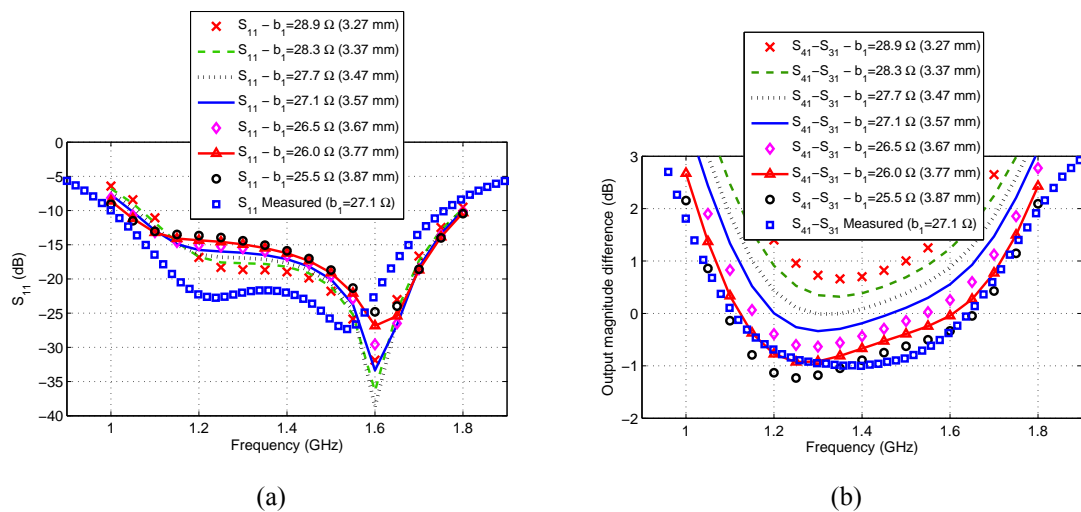 S11 – b1=28.9 Ω (3.27 mm)
S11 – b1=28.3 Ω (3.37 mm)
S11 – b1=27.7 Ω (3.47 mm)
S11 – b1=27.1 Ω (3.57 mm)
S11 – b1=26.5 Ω (3.67 mm)
S11 – b1=26.0 Ω (3.77 mm)
S11 – b1=25.5 Ω (3.87 mm)
S11 Measured (b1=27.1 Ω)
0
−5
−10
−15
−20
−25
−30
−35
−40
S11 (dB)
1
1.2
1.4
1.6
1.8
Frequency (GHz)
(a)
S41−S31 – b1=28.9 Ω (3.27 mm)
S41−S31 – b1=28.3 Ω (3.37 mm)
S41−S31 – b1=27.7 Ω (3.47 mm)
S41−S31 – b1=27.1 Ω (3.57 mm)
S41−S31 – b1=26.5 Ω (3.67 mm)
S41−S31 – b1=26.0 Ω (3.77 mm)
S41−S31 – b1=25.5 Ω (3.87 mm)
S41−S31 Measured (b1=27.1 Ω)
3
2
1
0
−1
−2
Output magnitude difference (dB)
1
1.2
1.4
1.6
1.8
Frequency (GHz)
(b)